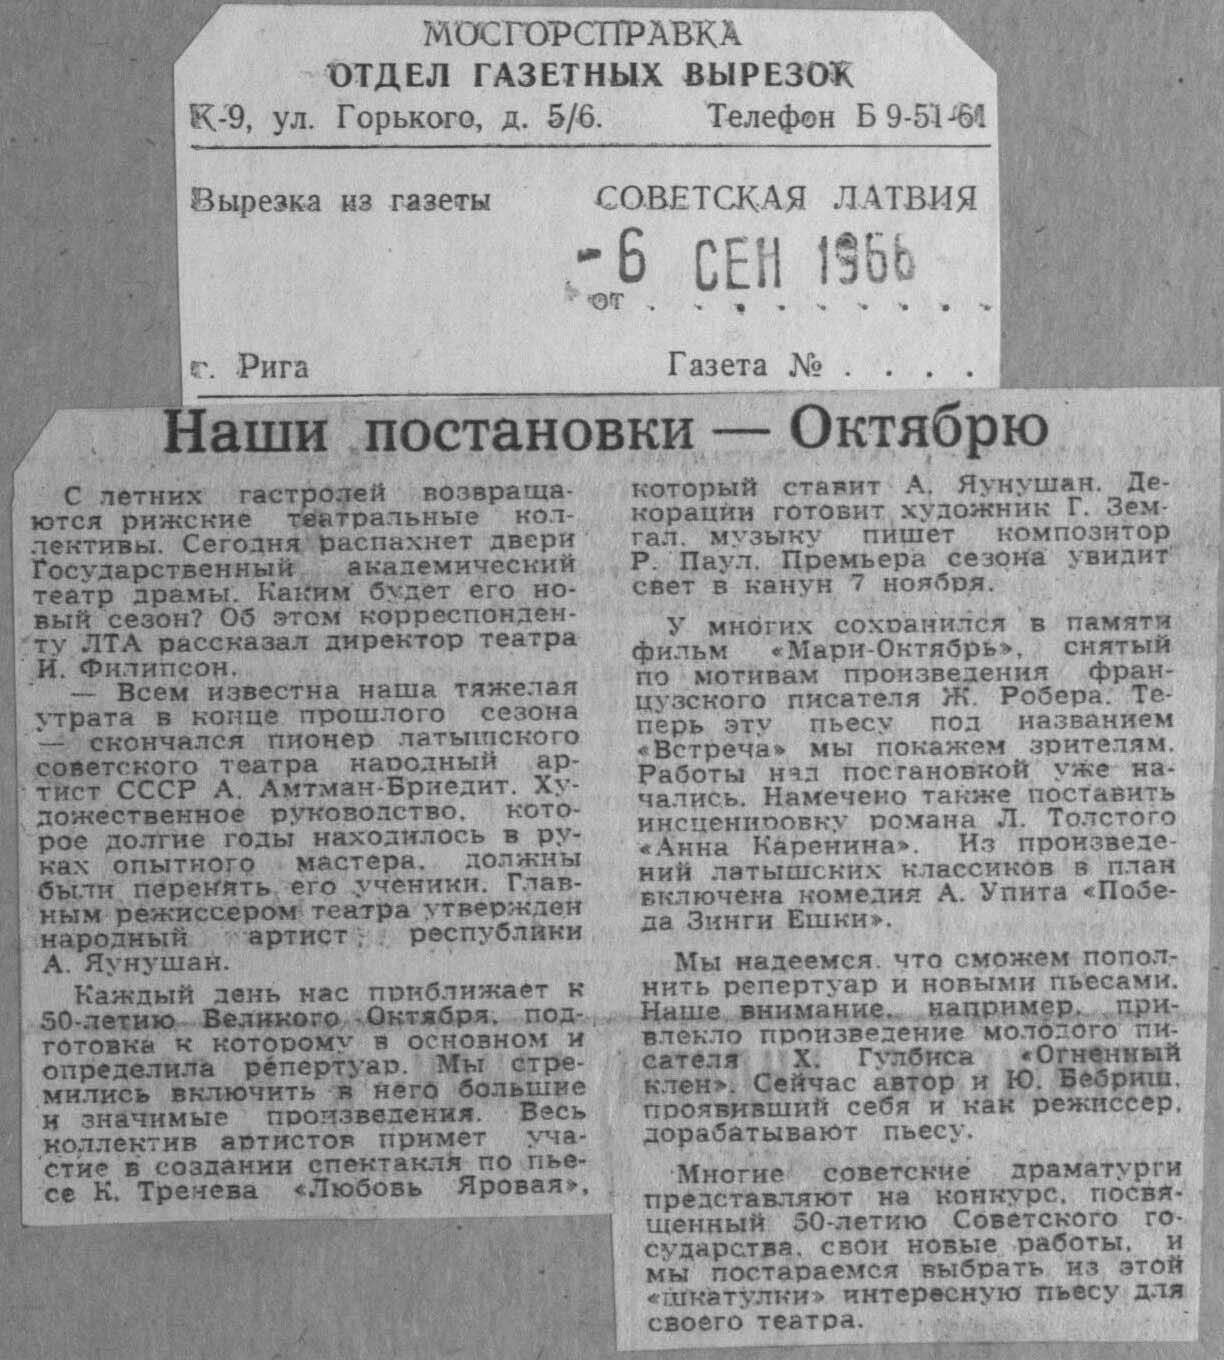 МОСГОРСПРАВКА
ОТДЕЛ ГАЗЕТНЫХ ВЫРЕЗОК
К-9, ул. Горького, д. 5/6. Телефон Б 9-51-61
Вырезка из газеты СОВЕТСКАЯ ЛАТВИЯ
-6 СЕН 1966
от . . . . . . . .
г. Рига Газета № . . . .
Наши постановки — Октябрю
С летних гастролей возвраща-
ются рижские театральные кол-
лективы. Сегодня распахнет двери
Государственный академический
театр драмы. Каким будет его но-
вый сезон? Об этом корреспонден-
ту ЛТА рассказал директор театра
И. Филипсон.
— Всем известна наша тяжелая
утрата в конце прошлого сезона
— скончался пионер латышского
советского театра народный ар-
тист СССР А. Амтман-Бриедит. Ху-
дожественное руководство, кото-
рое долгие годы находилось в ру-
ках опытного мастера, должны
были перенять его ученики. Глав-
ным режиссером театра утвержден
народный артист республики
А. Яунушан.
Каждый день нас приближает к
50-летию Великого Октября, под-
готовка к которому в основном и
определила репертуар. Мы стре-
мились включить в него большие
и значимые произведения. Весь
коллектив артистов примет уча-
стие в создании спектакля по пье-
се К. Тренева «Любовь Яровая»,
который ставит А. Яунушан. Де-
корации готовит художник Г. Зем-
гал, музыку пишет композитор
Р. Паул. Премьера сезона увидит
свет в канун 7 ноября.
У многих сохранился в памяти
фильм «Мари-Октябрь», снятый
по мотивам произведения фран-
цузского писателя Ж. Робера. Те-
перь эту пьесу под названием
«Встреча» мы покажем зрителям.
Работы над постановкой уже на-
чались. Намечено также поставить
инсценировку романа Л. Толстого
«Анна Каренина». Из произведе-
ний латышских классиков в план
включена комедия А. Упита «Побе-
да Зинги Ешки».
Мы надеемся, что сможем попол-
нить репертуар и новыми пьесами.
Наше внимание, например, при-
влекло произведение молодого пи-
сателя Х. Гулбиса «Огненный
клен». Сейчас автор и Ю. Бебриш,
проявивший себя и как режиссер,
дорабатывают пьесу.
Многие советские драматурги
представляют на конкурс, посвя-
щенный 50-летию Советского го-
сударства, свои новые работы, и
мы постараемся выбрать из этой
«шкатулки» интересную пьесу для
своего театра.